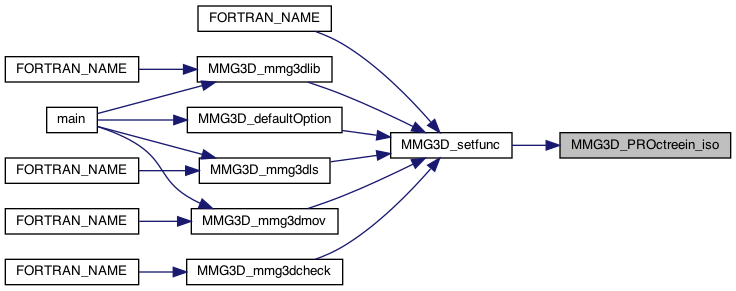 FORTRAN_NAME
FORTRAN_NAME
MMG3D_mmg3dlib
main
MMG3D_defaultOption
MMG3D_setfunc
MMG3D_PROctreein_iso
FORTRAN_NAME
MMG3D_mmg3dls
FORTRAN_NAME
MMG3D_mmg3dmov
FORTRAN_NAME
MMG3D_mmg3dcheck